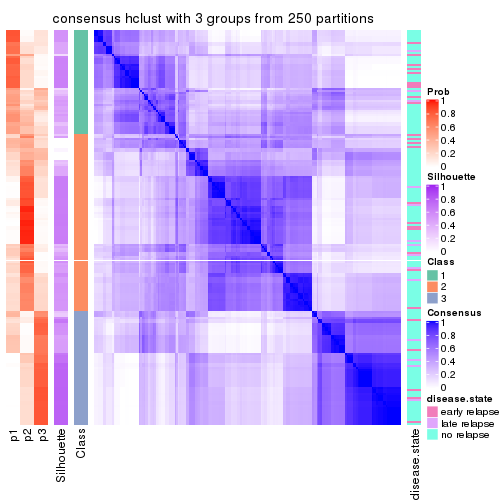 consensus hclust with 3 groups from 250 partitions
Prob
1
0.8
0.6
0.4
0.2
0
Silhouette
1
0.8
0.6
0.4
0.2
0
Class
1
2
3
Consensus
1
0.8
0.6
0.4
0.2
0
disease.state
early relapse
late relapse
no relapse
p1
p2
p3
Silhouette
Class
disease.state